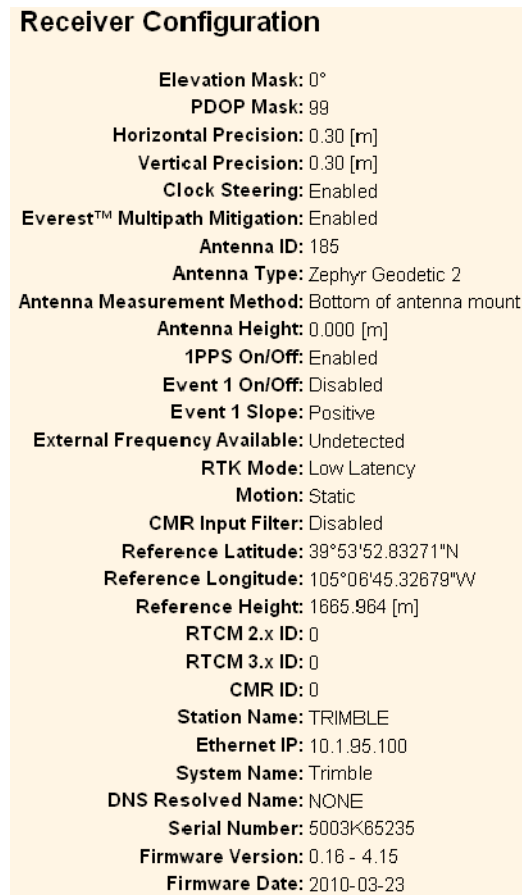 Receiver Configuration
Elevation Mask: 0°
PDOP Mask: 99
Horizontal Precision: 0.30 [m]
Vertical Precision: 0.30 [m]
Clock Steering: Enabled
Everest™ Multipath Mitigation: Enabled
Antenna ID: 185
Antenna Type: Zephyr Geodetic 2
Antenna Measurement Method: Bottom of antenna mount
Antenna Height: 0.000 [m]
1PPS On/Off: Enabled
Event 1 On/Off: Disabled
Event 1 Slope: Positive
External Frequency Available: Undetected
RTK Mode: Low Latency
Motion: Static
CMR Input Filter: Disabled
Reference Latitude: 39°53'52.83271"N
Reference Longitude: 105°06'45.32679"W
Reference Height: 1665.964 [m]
RTCM 2.x ID: 0
RTCM 3.x ID: 0
CMR ID: 0
Station Name: TRIMBLE
Ethernet IP: 10.1.95.100
System Name: Trimble
DNS Resolved Name: NONE
Serial Number: 5003K65235
Firmware Version: 0.16 - 4.15
Firmware Date: 2010-03-23